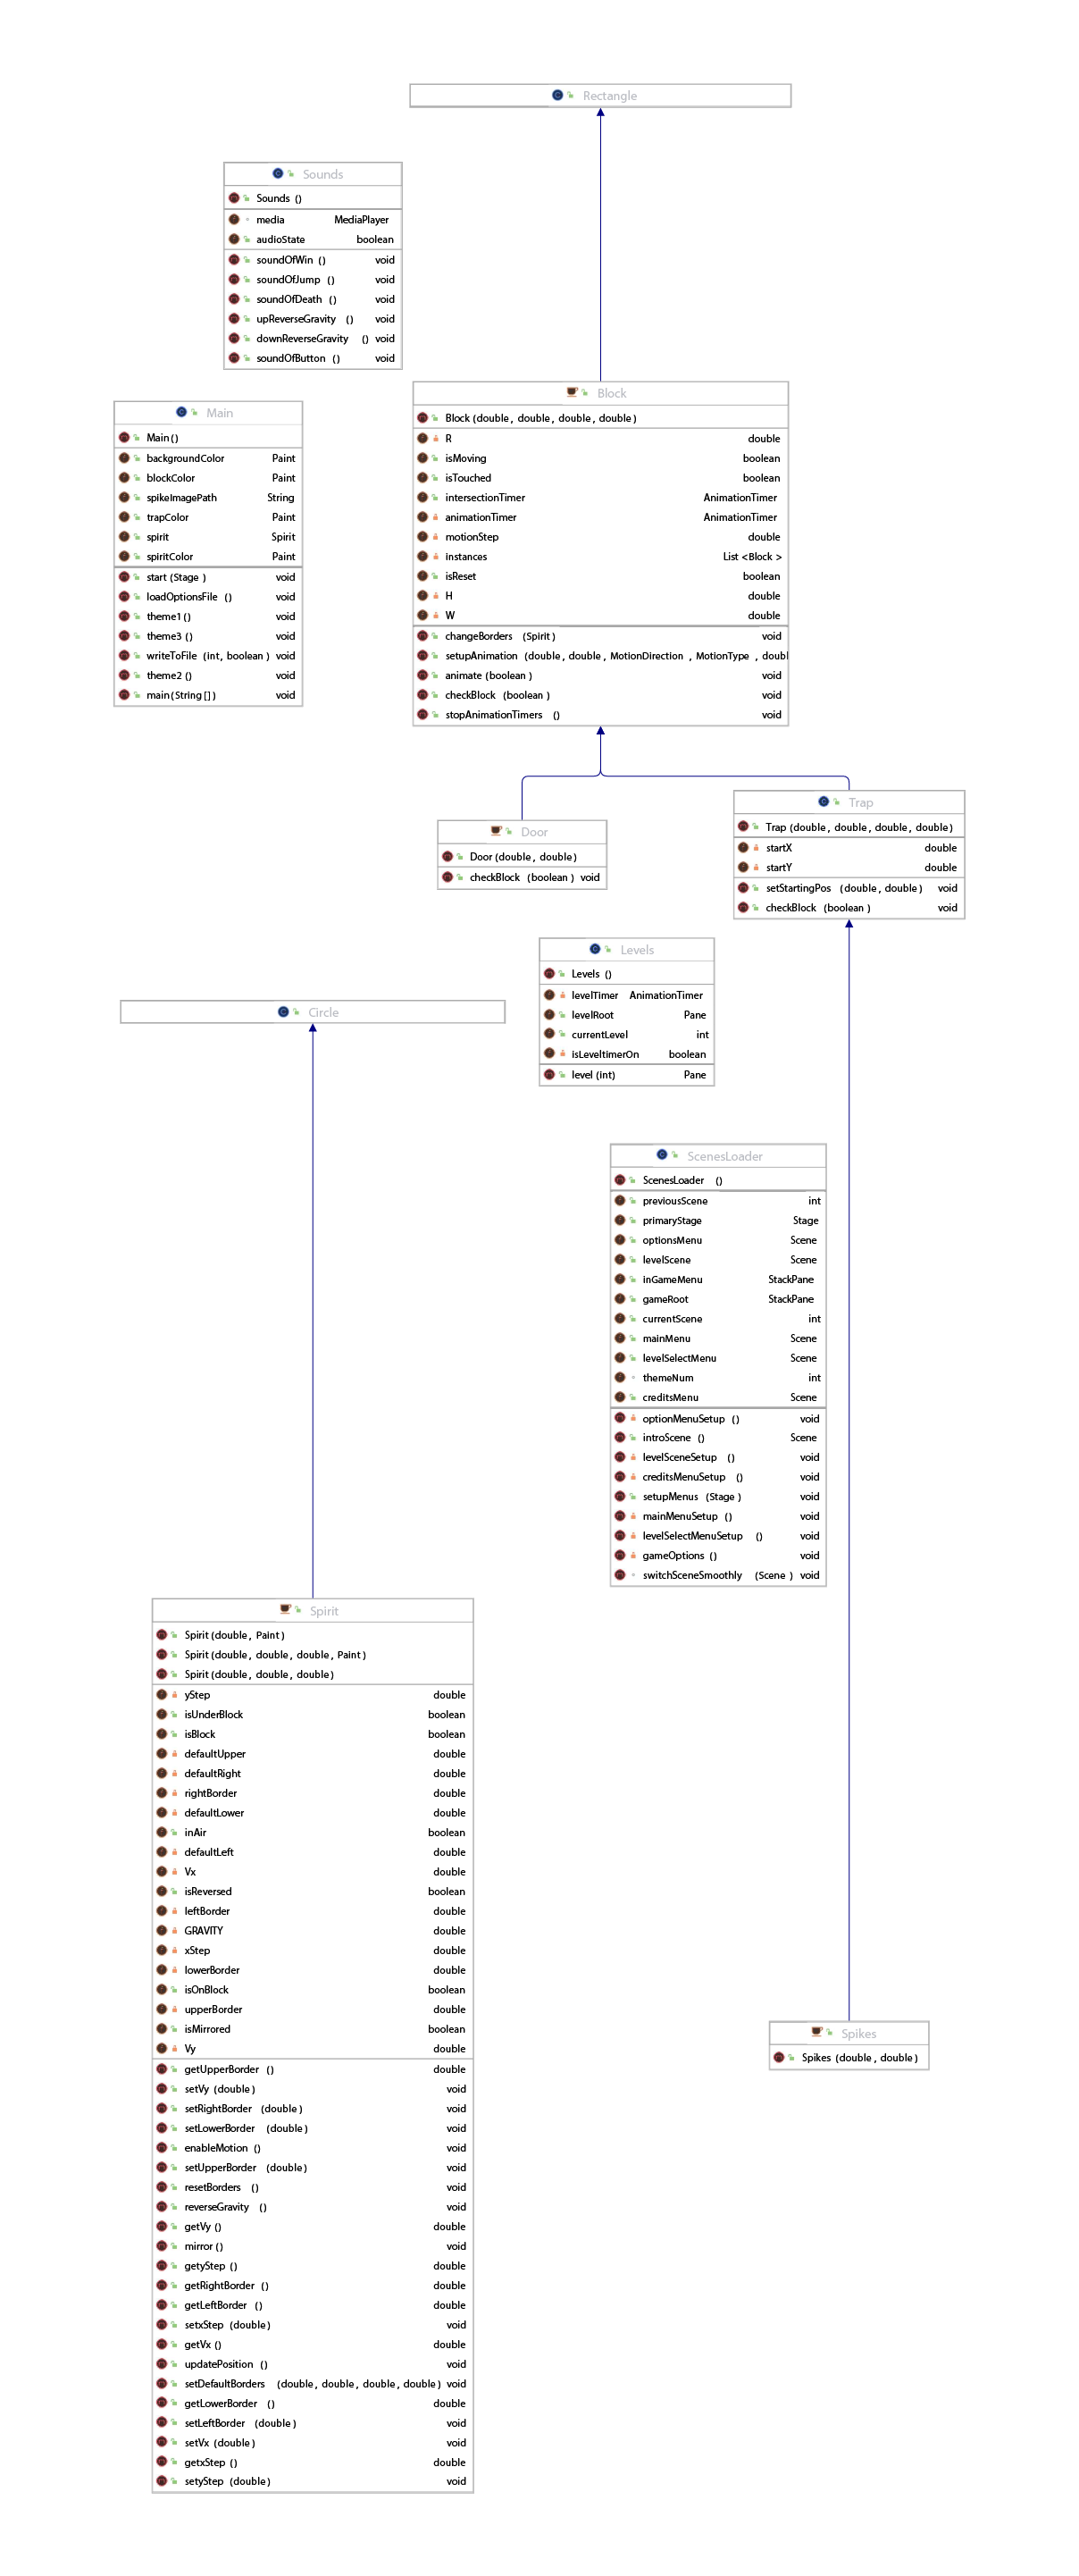 Rectangle
Sounds
Sounds ()
media MediaPlayer
audioState boolean
soundOfWin () void
soundOfJump () void
soundOfDeath () void
upReverseGravity () void
downReverseGravity () void
soundOfButton () void
Main
Main()
backgroundColor Paint
blockColor Paint
spikeImagePath String
trapColor Paint
spirit Spirit
spiritColor Paint
start (Stage ) void
loadOptionsFile () void
theme1 () void
theme3 () void
writeToFile (int, boolean ) void
theme2 () void
main(String []) void
Block
Block (double, double, double, double)
R double
isMoving boolean
isTouched boolean
intersectionTimer AnimationTimer
animationTimer AnimationTimer
motionStep double
instances List <Block >
isReset boolean
H double
W double
changeBorders (Spirit) void
setupAnimation (double, double, MotionDirection , MotionType , doubl
animate (boolean ) void
checkBlock (boolean ) void
stopAnimationTimers () void
Door
Door (double, double)
checkBlock (boolean ) void
Trap
Trap (double, double, double, double)
startX double
startY double
setStartingPos (double, double) void
checkBlock (boolean ) void
Levels
Levels ()
levelTimer AnimationTimer
levelRoot Pane
currentLevel int
isLeveltimerOn boolean
level (int) Pane
Circle
ScenesLoader
ScenesLoader ()
previousScene int
primaryStage Stage
optionsMenu Scene
levelScene Scene
inGameMenu StackPane
gameRoot StackPane
currentScene int
mainMenu Scene
levelSelectMenu Scene
themeNum int
creditsMenu Scene
optionMenuSetup () void
introScene () Scene
levelSceneSetup () void
creditsMenuSetup () void
setupMenus (Stage ) void
mainMenuSetup () void
levelSelectMenuSetup () void
gameOptions () void
switchSceneSmoothly (Scene ) void
Spirit
Spirit (double, Paint)
Spirit (double, double, double, Paint)
Spirit (double, double, double)
yStep double
isUnderBlock boolean
isBlock boolean
defaultUpper double
defaultRight double
rightBorder double
defaultLower double
inAir boolean
defaultLeft double
Vx double
isReversed boolean
leftBorder double
GRAVITY double
xStep double
lowerBorder double
isOnBlock boolean
upperBorder double
isMirrored boolean
Vy double
getUpperBorder () double
setVy (double) void
setRightBorder (double) void
setLowerBorder (double) void
enableMotion () void
setUpperBorder (double) void
resetBorders () void
reverseGravity () void
getVy () double
mirror () void
getyStep () double
getRightBorder () double
getLeftBorder () double
setxStep (double) void
getVx () double
updatePosition () void
setDefaultBorders (double, double, double, double) void
getLowerBorder () double
setLeftBorder (double) void
setVx (double) void
getxStep () double
setyStep (double) void
Spikes
Spikes (double, double)